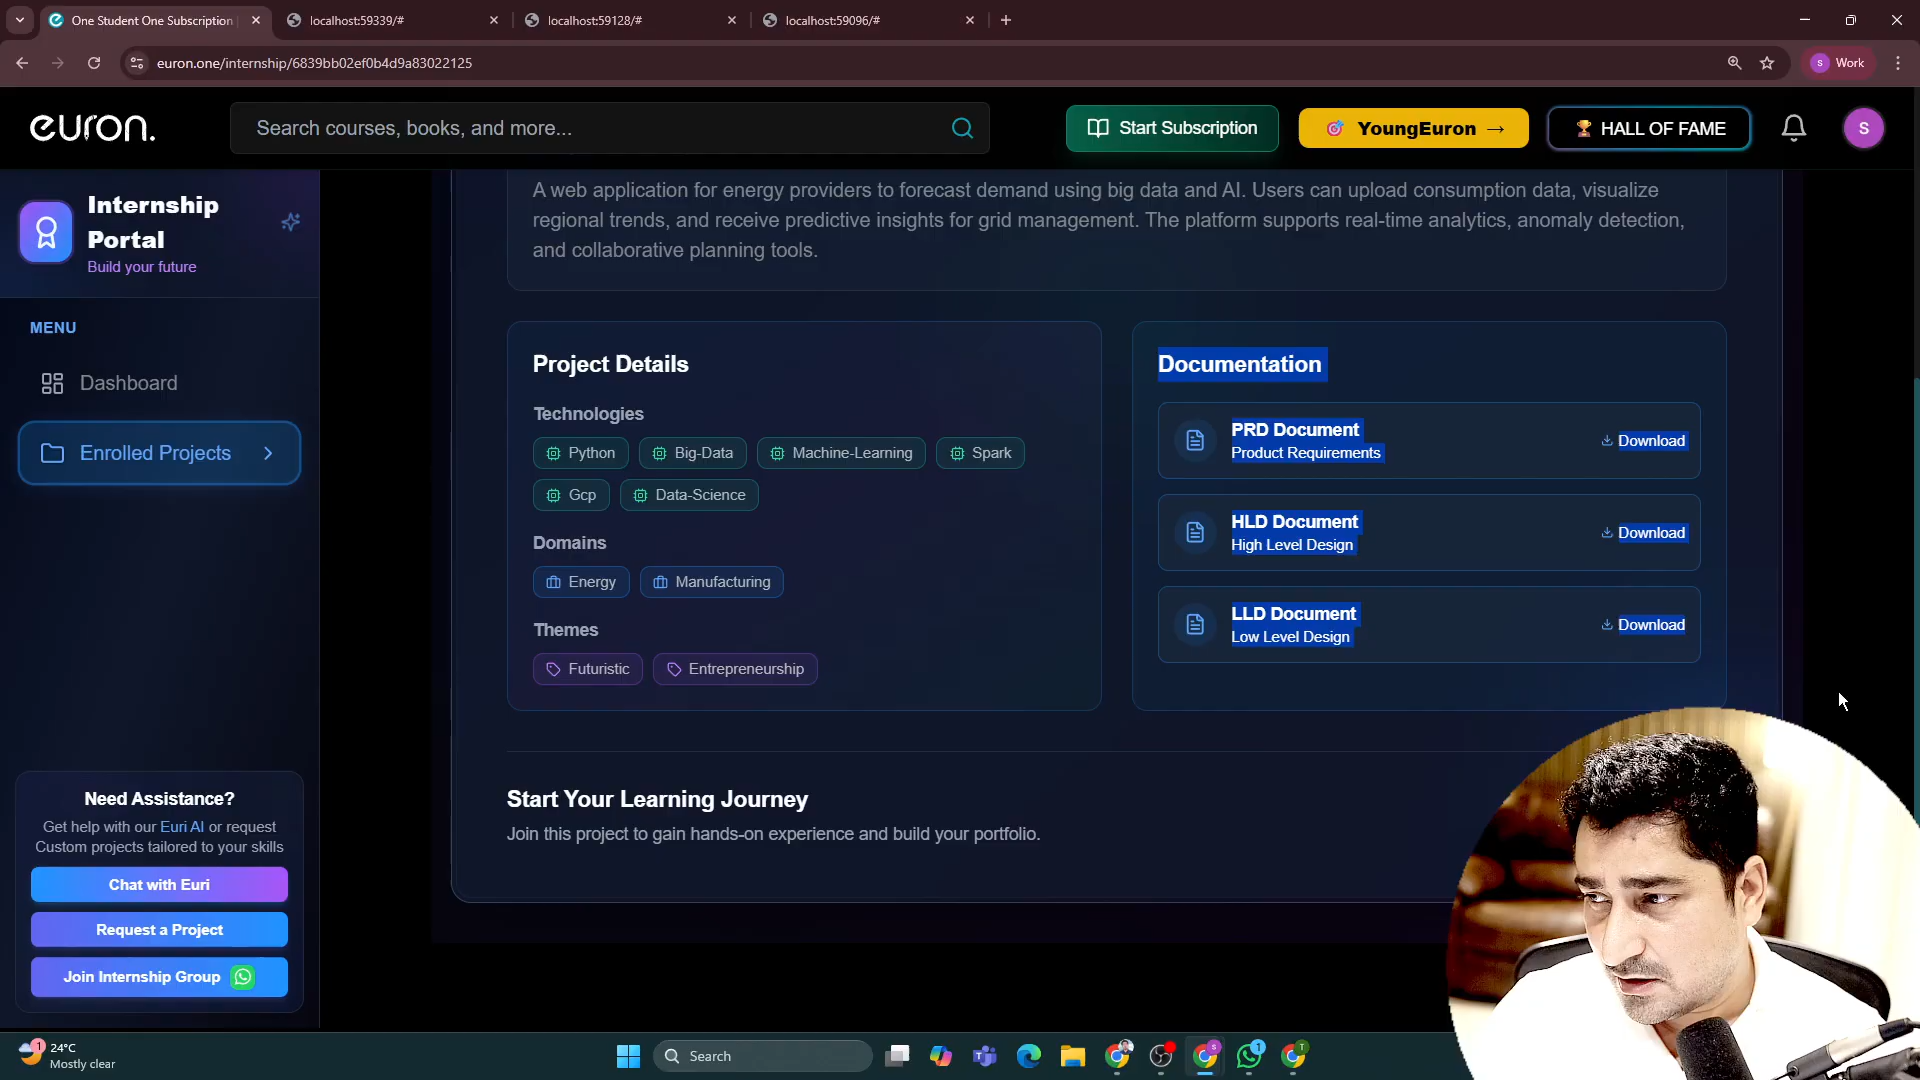 One Student One Subscription
localhost:59339/#
localhost:59128/#
localhost:59096/#
euron.one/internship/6839bb02ef0b4d9a83022125
S
Work
euron.
Search courses, books, and more...
Start Subscription
YoungEuron →
HALL OF FAME
S
Internship
Portal
Build your future
MENU
Dashboard
Enrolled Projects
Need Assistance?
Get help with our Euri AI or request
Custom projects tailored to your skills
Chat with Euri
Request a Project
Join Internship Group
A web application for energy providers to forecast demand using big data and AI. Users can upload consumption data, visualize
regional trends, and receive predictive insights for grid management. The platform supports real-time analytics, anomaly detection,
and collaborative planning tools.
Project Details
Technologies
Python
Big-Data
Machine-Learning
Spark
Gcp
Data-Science
Domains
Energy
Manufacturing
Themes
Futuristic
Entrepreneurship
Documentation
PRD Document
Product Requirements
Download
HLD Document
High Level Design
Download
LLD Document
Low Level Design
Download
Start Your Learning Journey
Join this project to gain hands-on experience and build your portfolio.
1
24°C
Mostly clear
Search
S
1
T